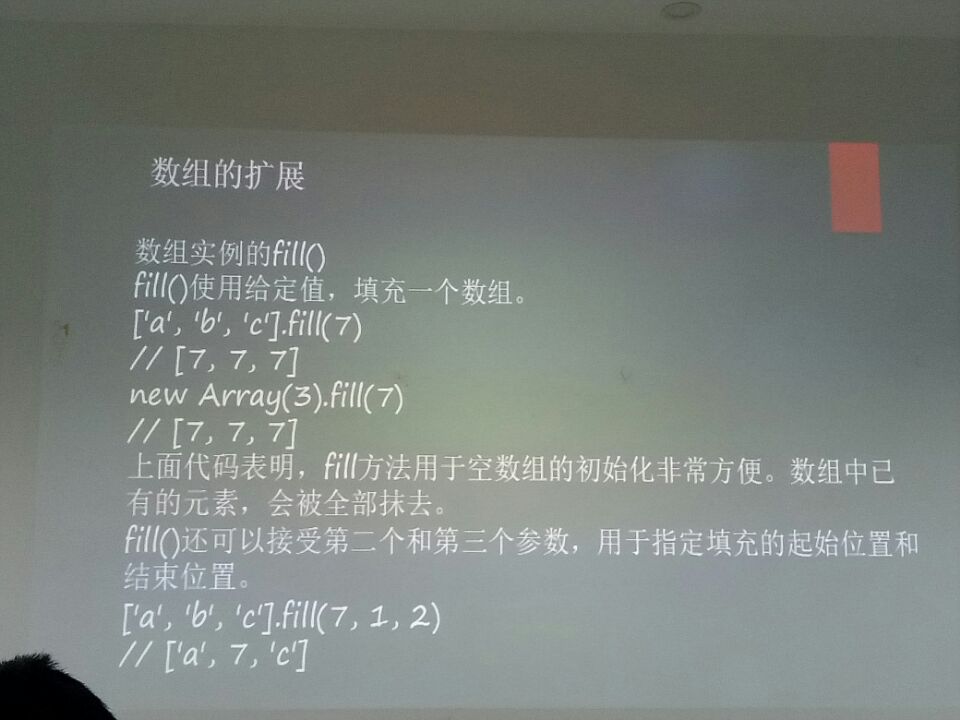 数组的扩展
数组实例的fill()
fill()使用给定值，填充一个数组。
['a', 'b', 'c'].fill(7)
// [7, 7, 7]
new Array(3).fill(7)
// [7, 7, 7]
上面代码表明，fill方法用于空数组的初始化非常方便。数组中已
有的元素，会被全部抹去。
fill()还可以接受第二个和第三个参数，用于指定填充的起始位置和
结束位置。
['a', 'b', 'c'].fill(7, 1, 2)
// ['a', 7, 'c']